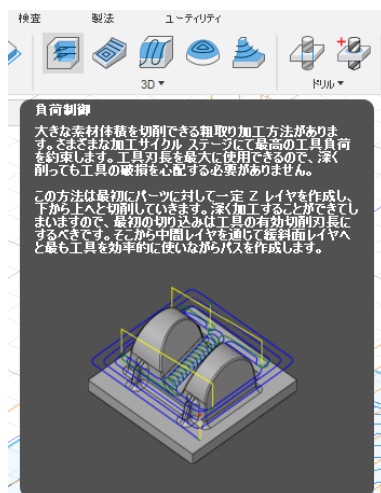 検査 製法 ユーティリティ
3D▼ ドリル▼
負荷制御
大きな素材体積を切削できる粗取り加工方法がありま
す。さまざまな加工サイクル ステージにて最高の工具負荷
を約束します。工具刃長を最大に使用できるので、深く
削っても工具の破損を心配する必要がありません。
この方法は最初にパーツに対して一定 Z レイヤを作成し、
下から上へと切削していきます。深く加工することができてし
まいますので、最初の切り込みは工具の有効切削刃長に
するべきです。そこから中間レイヤを通じて緩斜面レイヤへ
と最も工具を効率的に使いながらパスを作成します。